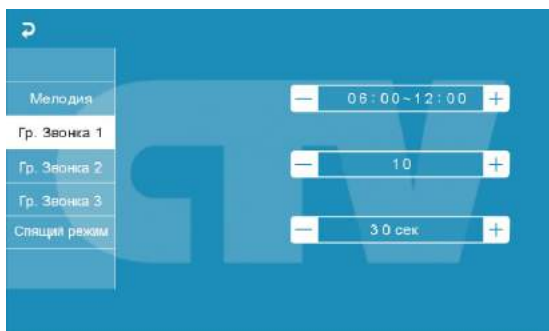 Мелодия
Гр. Звонка 1
Гр. Звонка 2
Гр. Звонка 3
Спящий режим
— 06:00~12:00 +
— 10 +
— 30 сек +
CTV